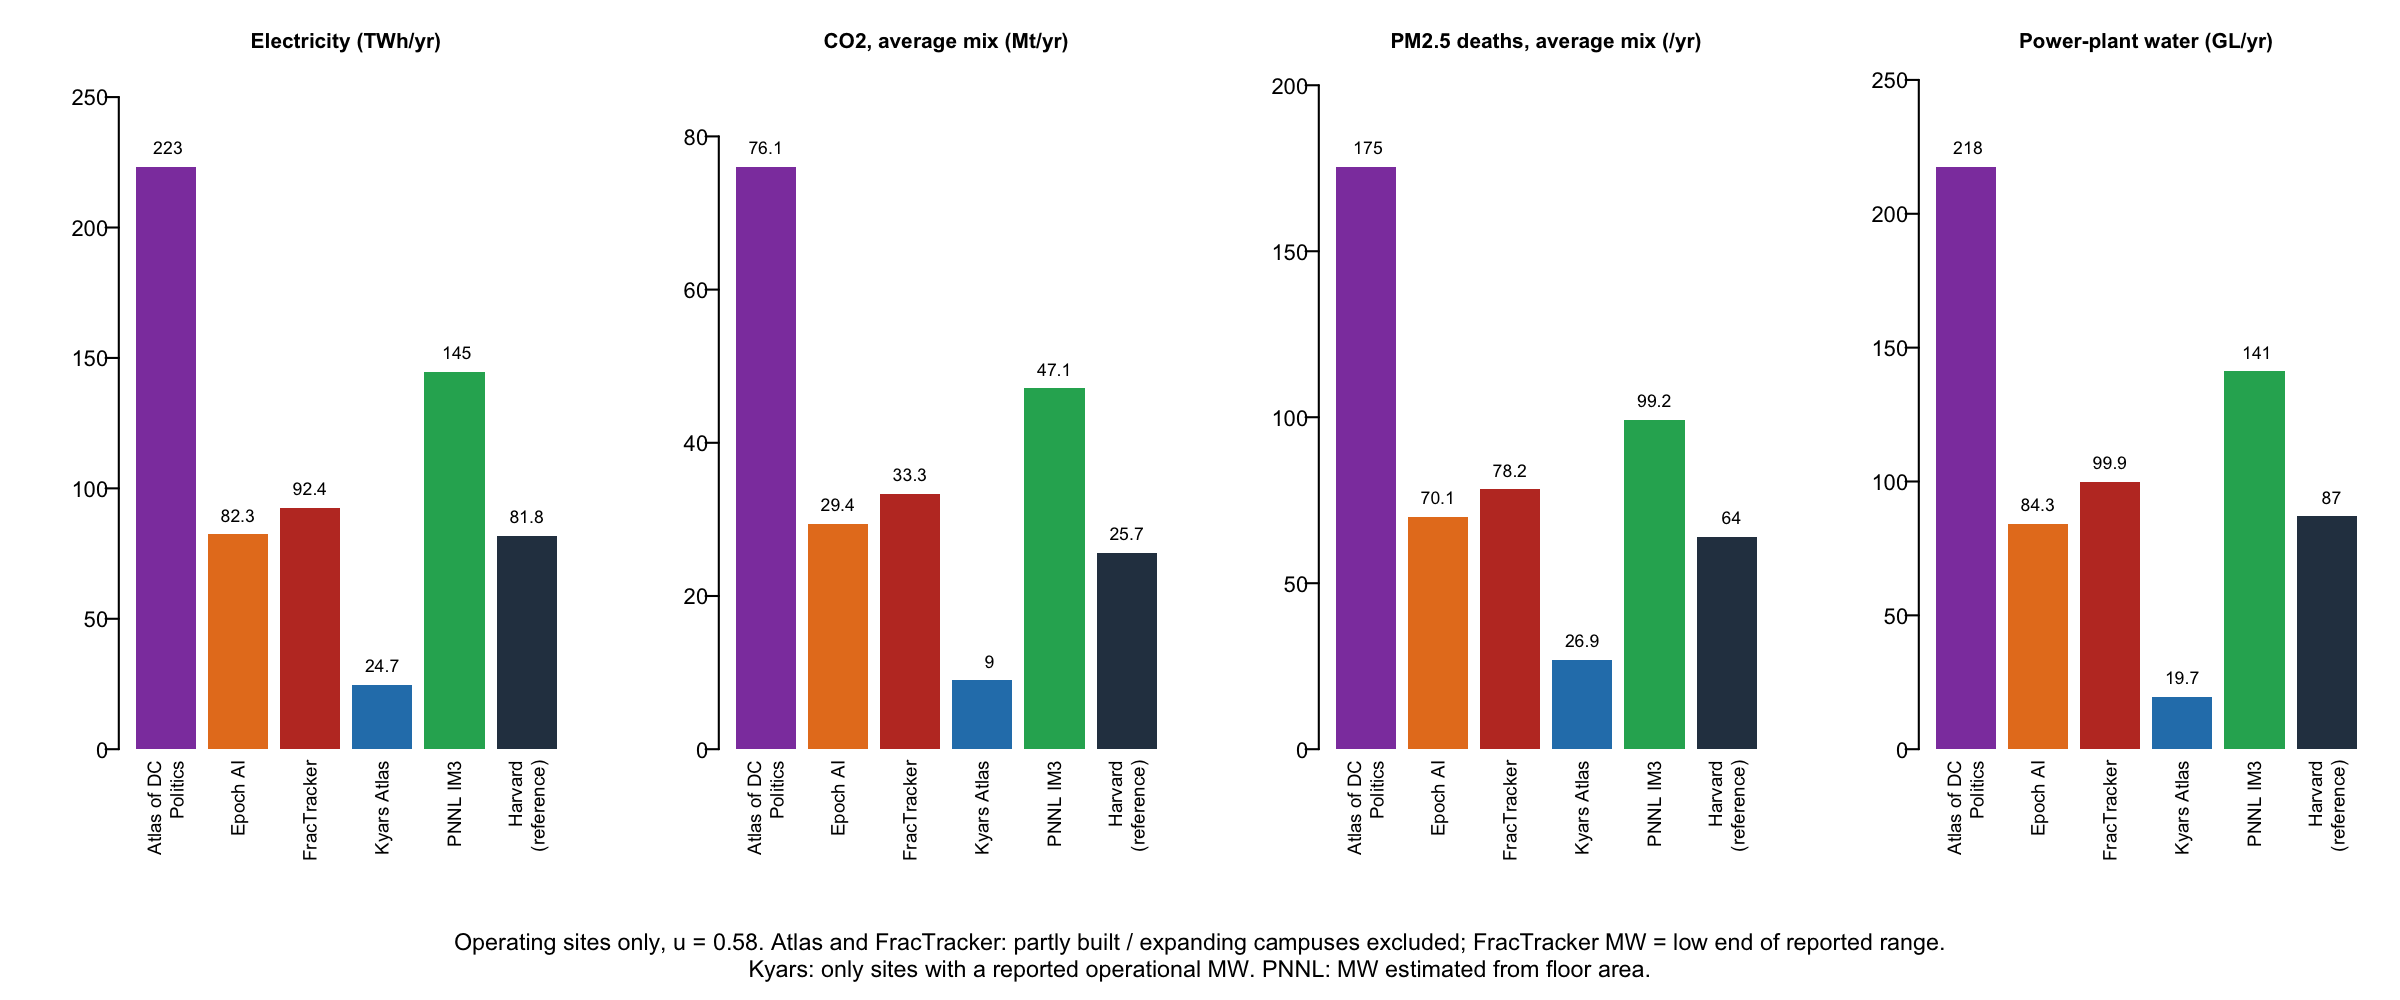 Electricity (TWh/yr)
250
200
150
100
50
0
223
82.3
92.4
24.7
145
81.8
Atlas of DC
Politics
Epoch AI
FracTracker
Kyars Atlas
PNNL IM3
Harvard
(reference)
CO2, average mix (Mt/yr)
80
60
40
20
0
76.1
29.4
33.3
9
47.1
25.7
Atlas of DC
Politics
Epoch AI
FracTracker
Kyars Atlas
PNNL IM3
Harvard
(reference)
PM2.5 deaths, average mix (/yr)
200
150
100
50
0
175
70.1
78.2
26.9
99.2
64
Atlas of DC
Politics
Epoch AI
FracTracker
Kyars Atlas
PNNL IM3
Harvard
(reference)
Power-plant water (GL/yr)
250
200
150
100
50
0
218
84.3
99.9
19.7
141
87
Atlas of DC
Politics
Epoch AI
FracTracker
Kyars Atlas
PNNL IM3
Harvard
(reference)
Operating sites only, u = 0.58. Atlas and FracTracker: partly built / expanding campuses excluded; FracTracker MW = low end of reported range.
Kyars: only sites with a reported operational MW. PNNL: MW estimated from floor area.